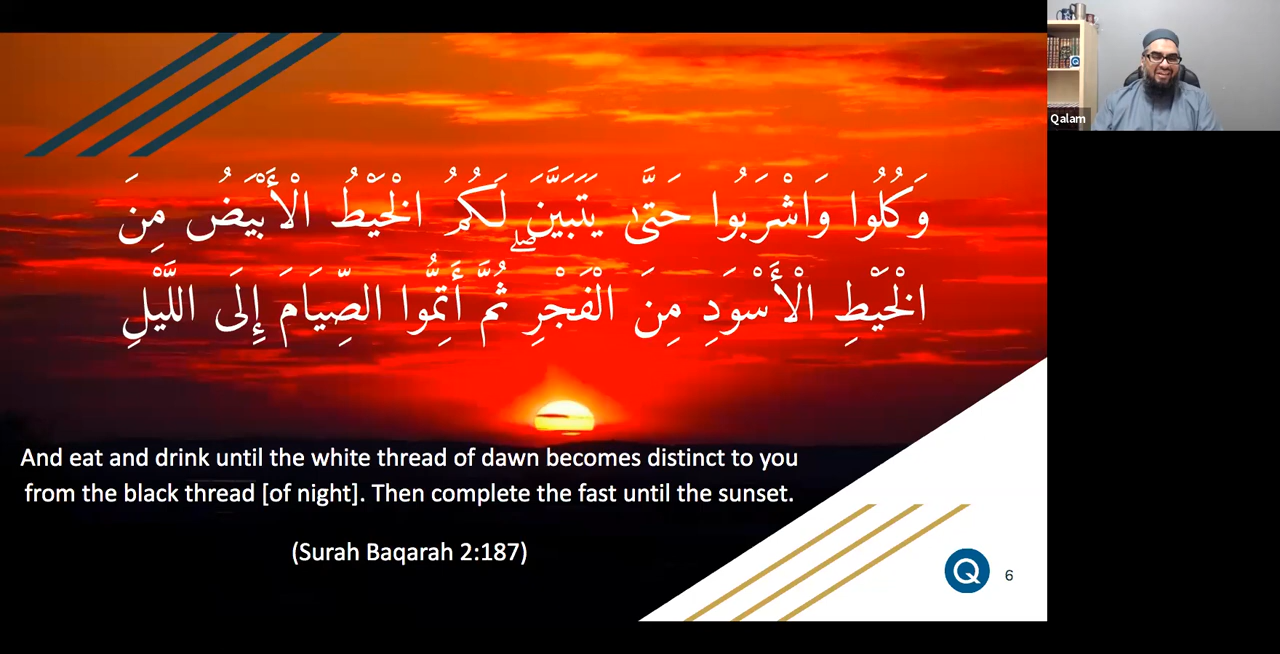 وَكُلُوا وَاشْرَبُوا حَتَّىٰ يَتَبَيَّنَ لَكُمُ الْخَيْطُ الْأَبْيَضُ مِنَ
الْخَيْطِ الْأَسْوَدِ مِنَ الْفَجْرِ ۖ ثُمَّ أَتِمُّوا الصِّيَامَ إِلَى اللَّيْلِ
And eat and drink until the white thread of dawn becomes distinct to you
from the black thread [of night]. Then complete the fast until the sunset.
(Surah Baqarah 2:187)
Q
6
Qalam